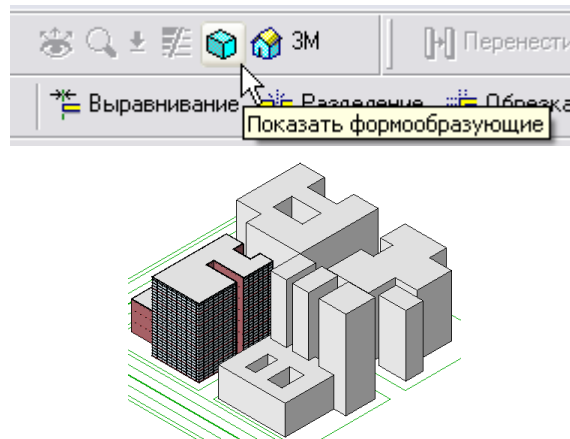 3М
Перенести
Выравнивание Разделение Обрезка
Показать формообразующие